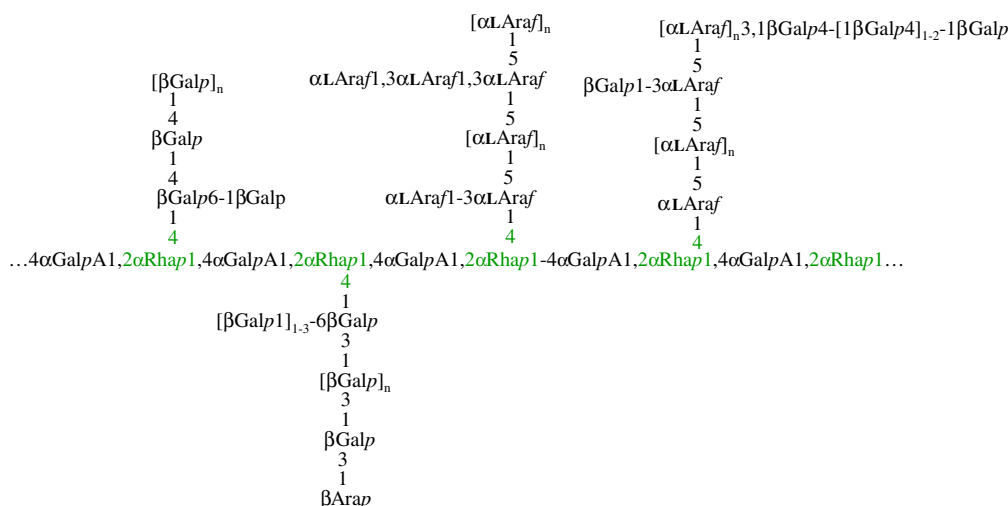 [αLAraf]n
[αLAraf]n3,1βGalp4-[1βGalp4]1-2-1βGalp
1
1
5
5
[βGalp]n
αLAraf1,3αLAraf1,3αLAraf
βGalp1-3αLAraf
1
1
1
4
5
5
βGalp
[αLAraf]n
[αLAraf]n
1
1
1
4
5
5
βGalp6-1βGalp
αLAraf1-3αLAraf
αLAraf
1
1
1
4
4
4
...4αGalpA1,2αRhap1,4αGalpA1,2αRhap1,4αGalpA1,2αRhap1-4αGalpA1,2αRhap1,4αGalpA1,2αRhap1...
4
1
[βGalp1]1-3-6βGalp
3
1
[βGalp]n
3
1
βGalp
3
1
βArap